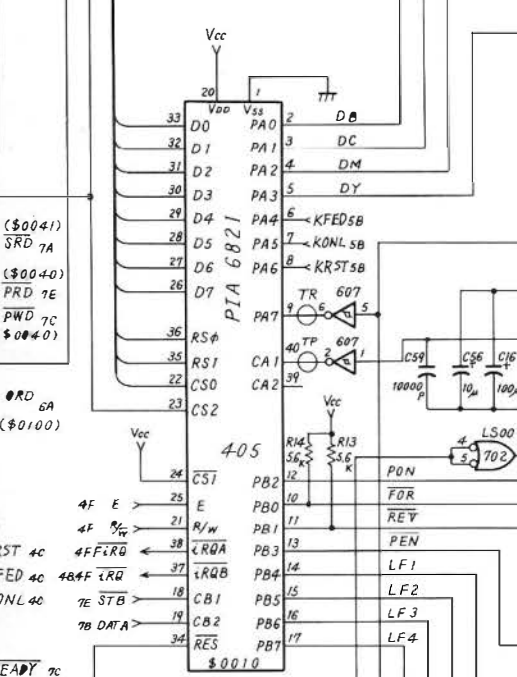 Vcc
20 1
VDD VSS
33 D0 PA0 2 DB
32 D1 PA1 3 DC
31 D2 PA2 4 DM
30 D3 PA3 5 DY
($0041)
SRD 7A
29 D4 PA4 6 KFED5B
28 D5 PA5 7 KONL5B
27 D6 PA6 8 KRST5B
26 D7
PIA 6821
($0040)
PRD 7E
PWD 7C
$0040)
PA7 9 TR 6 607 5
36 RSφ
35 RS1 CA1 40 TP 2 607 1
22 CS0 CA2 39
23 CS2
C59 C56 C16
10000P 10μ 100μ
ORD
6A
($0100)
Vcc
Vcc
405
R14 R13
5.6K 5.6K
LS00
4
5
702
24 CS1 PB2 12 PON
4F E 25 E PB0 10 FOR
4F R/W 21 R/W PB1 11 REV
RST 4C 4F FiRQ 38 iRQA PB3 13 PEN
FED 4C 4B4F iRQ 37 iRQB PB4 14 LF1
ONL 4C 7E STB 18 CB1 PB5 15 LF2
7B DATA 19 CB2 PB6 16 LF3
34 RES PB7 17 LF4
$0010
EADY 7C